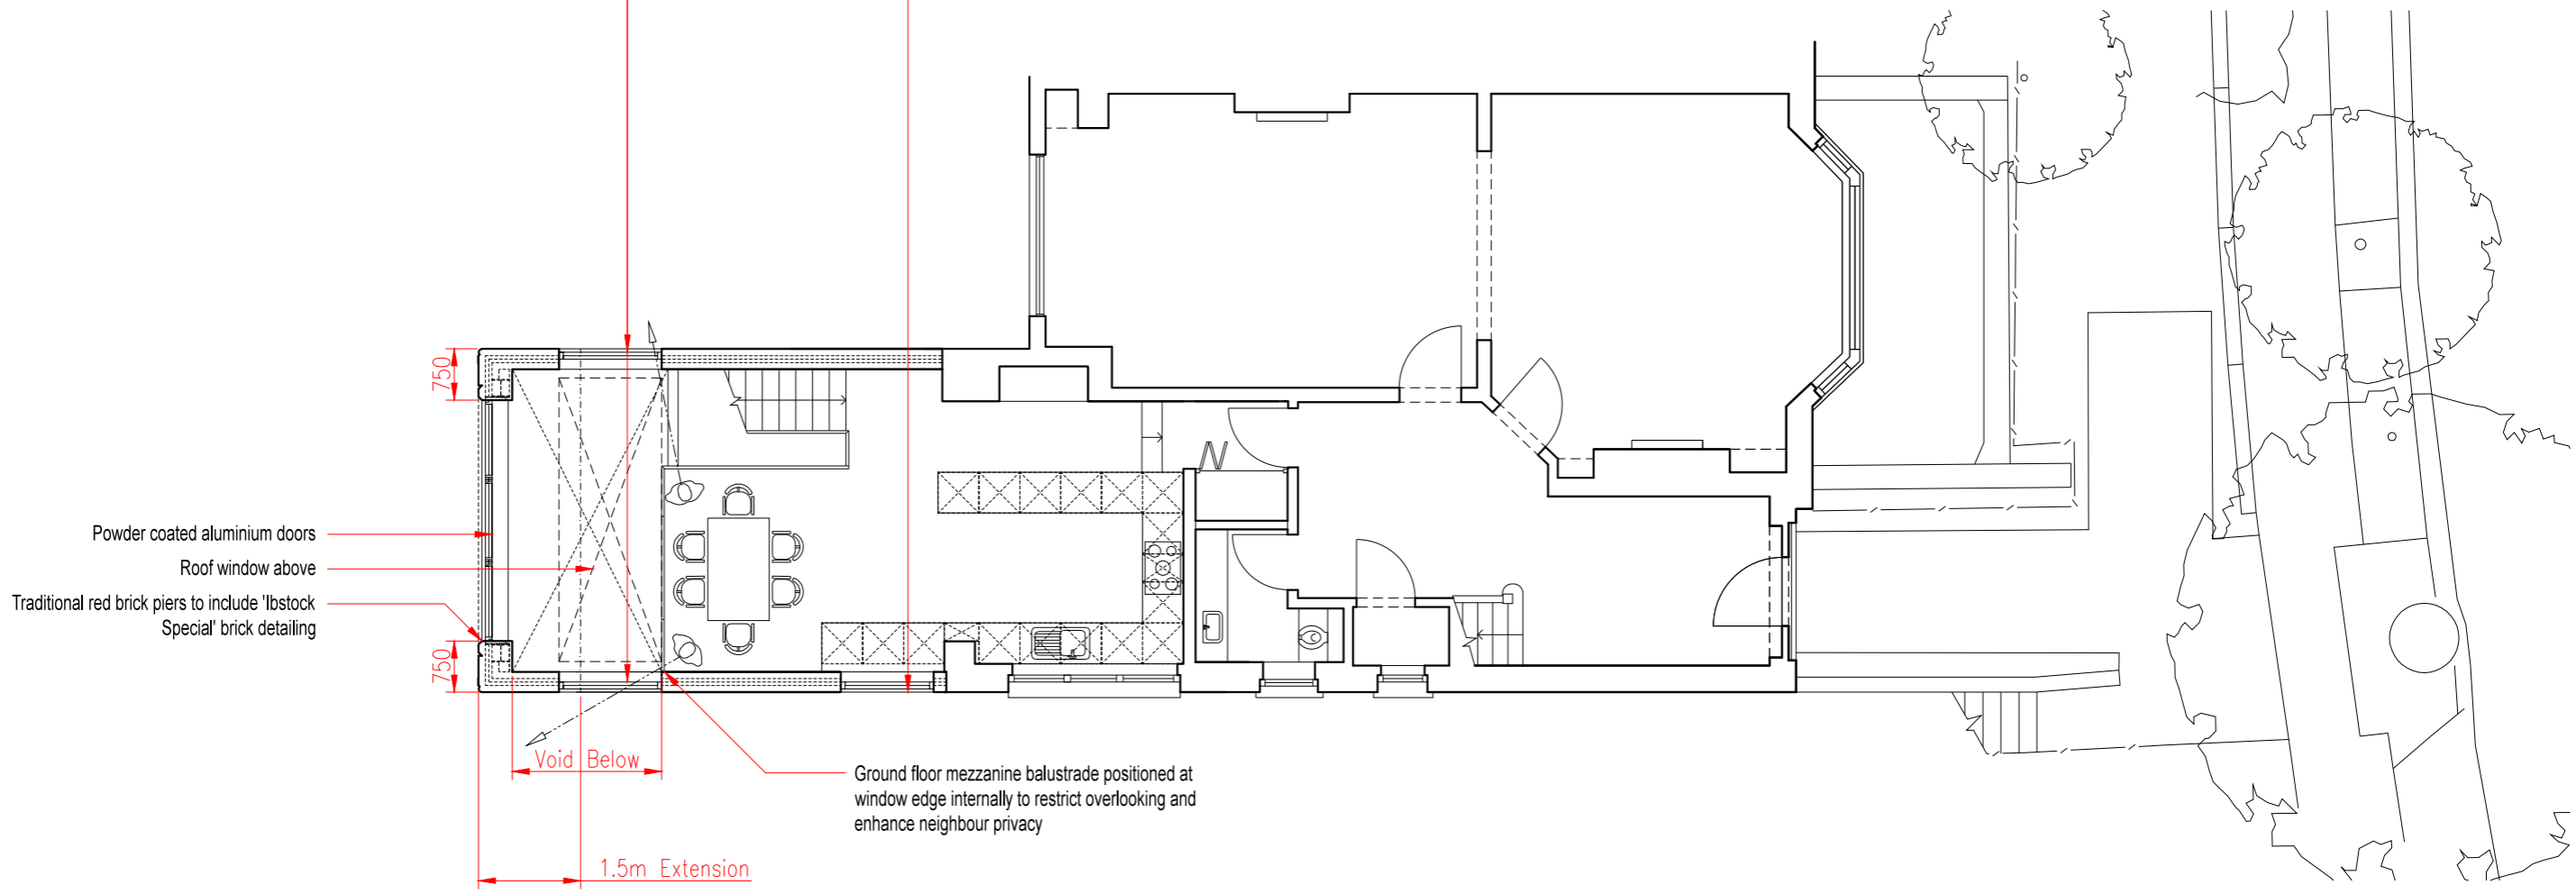 750
Powder coated aluminium doors
Roof window above
Traditional red brick piers to include 'Ibstock
Special' brick detailing
750
Void Below
Ground floor mezzanine balustrade positioned at
window edge internally to restrict overlooking and
enhance neighbour privacy
1.5m Extension